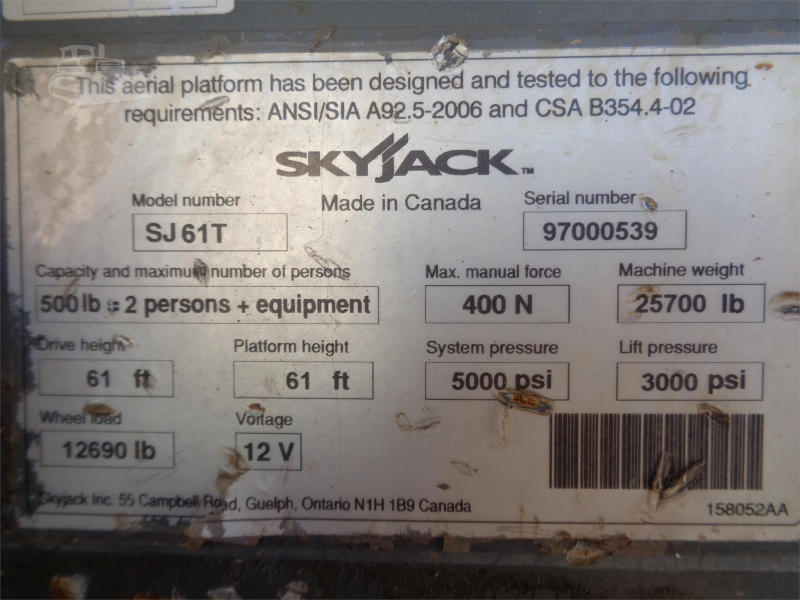 This aerial platform has been designed and tested to the following
requirements: ANSI/SIA A92.5-2006 and CSA B354.4-02
SKYJACK™
Model number Made in Canada Serial number
SJ 61T 97000539
Capacity and maximum number of persons Max. manual force Machine weight
500 lb = 2 persons + equipment 400 N 25700 lb
Drive height Platform height System pressure Lift pressure
61 ft 61 ft 5000 psi 3000 psi
Wheel load Voltage
12690 lb 12 V
Skyjack Inc. 55 Campbell Road, Guelph, Ontario N1H 1B9 Canada
158052AA